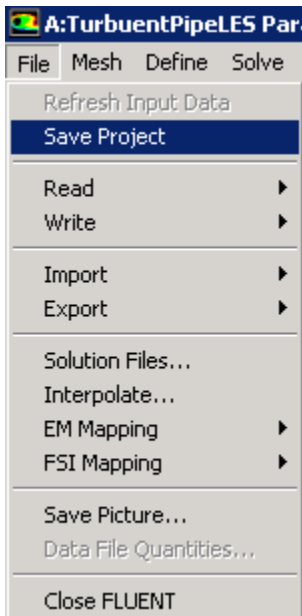 A:TurbuentPipeLES Par
File Mesh Define Solve
Refresh Input Data
Save Project
Read
Write
Import
Export
Solution Files...
Interpolate...
EM Mapping
FSI Mapping
Save Picture...
Data File Quantities...
Close FLUENT